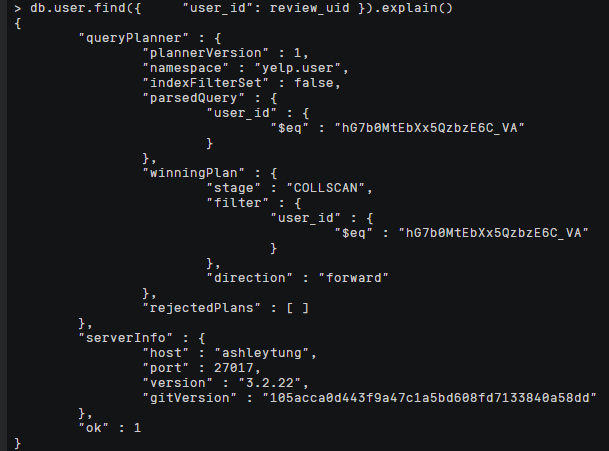 > db.user.find({     "user_id": review_uid }).explain()
{
        "queryPlanner" : {
                "plannerVersion" : 1,
                "namespace" : "yelp.user",
                "indexFilterSet" : false,
                "parsedQuery" : {
                        "user_id" : {
                                "$eq" : "hG7b0MtEbXx5QzbzE6C_VA"
                        }
                },
                "winningPlan" : {
                        "stage" : "COLLSCAN",
                        "filter" : {
                                "user_id" : {
                                        "$eq" : "hG7b0MtEbXx5QzbzE6C_VA"
                                }
                        },
                        "direction" : "forward"
                },
                "rejectedPlans" : [ ]
        },
        "serverInfo" : {
                "host" : "ashleytung",
                "port" : 27017,
                "version" : "3.2.22",
                "gitVersion" : "105acca0d443f9a47c1a5bd608fd7133840a58dd"
        },
        "ok" : 1
}